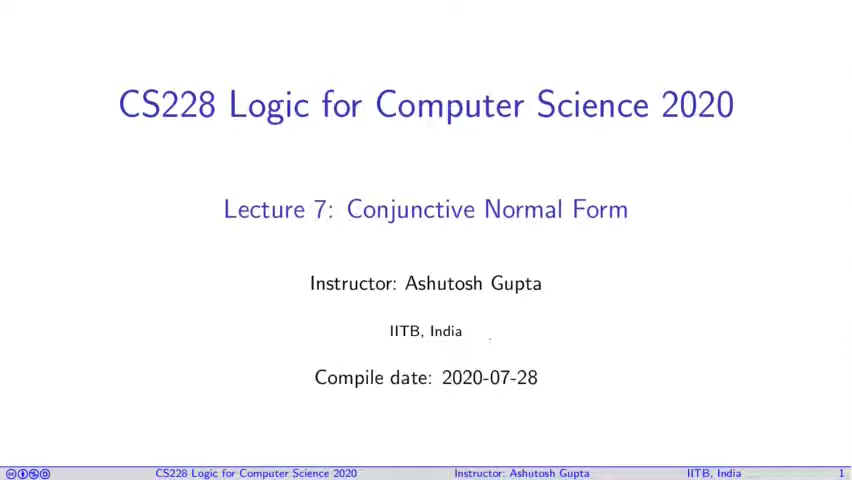 CS228 Logic for Computer Science 2020
Lecture 7: Conjunctive Normal Form
Instructor: Ashutosh Gupta
IITB, India
Compile date: 2020-07-28
CS228 Logic for Computer Science 2020 Instructor: Ashutosh Gupta IITB, India 1